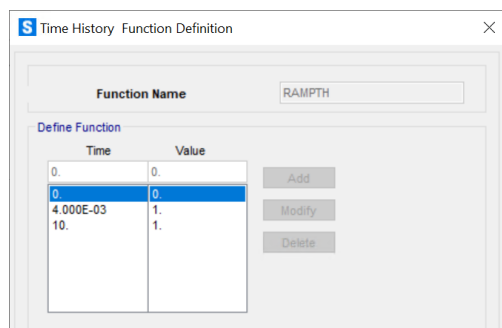 S Time History Function Definition
Function Name RAMPTH
Define Function
Time Value
0. 0. Add
0. 0.
4.000E-03 1. Modify
10. 1.
Delete